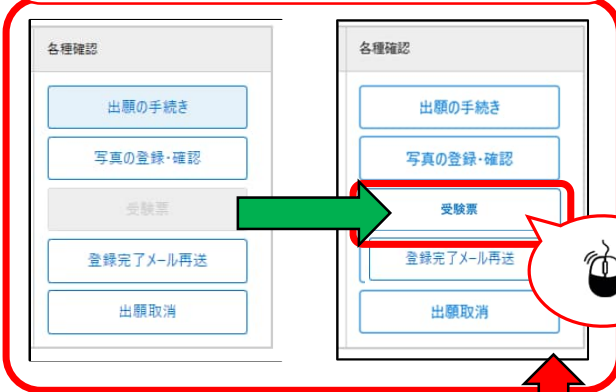 各種確認
出願の手続き
写真の登録・確認
受験票
登録完了メール再送
出願取消
各種確認
出願の手続き
写真の登録・確認
受験票
登録完了メール再送
出願取消